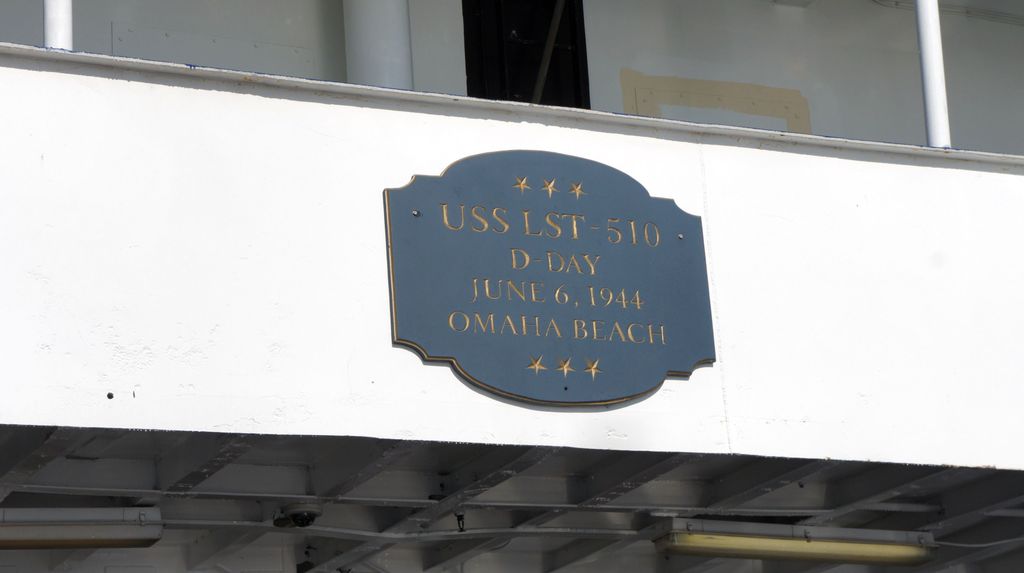 USS LST-510
D-DAY
JUNE 6, 1944
OMAHA BEACH